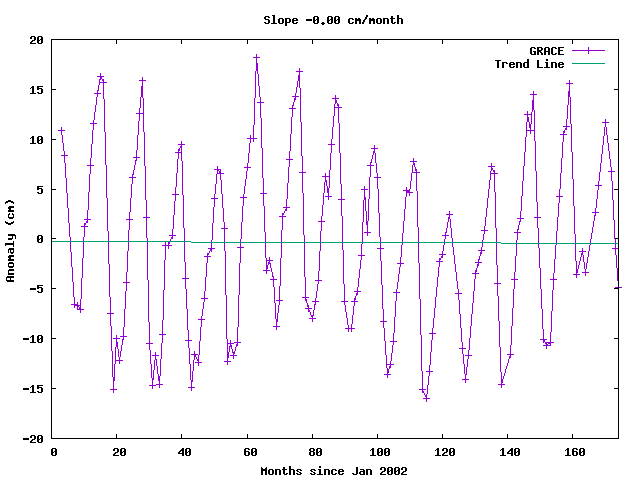 Slope -0.00 cm/month
GRACE
Trend Line
Anomaly (cm)
20
15
10
5
0
-5
-10
-15
-20
0 20 40 60 80 100 120 140 160
Months since Jan 2002